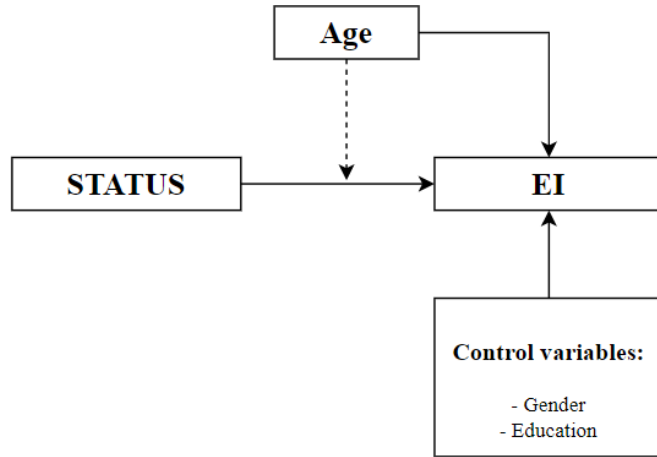 Age
STATUS
EI
Control variables:
- Gender
- Education